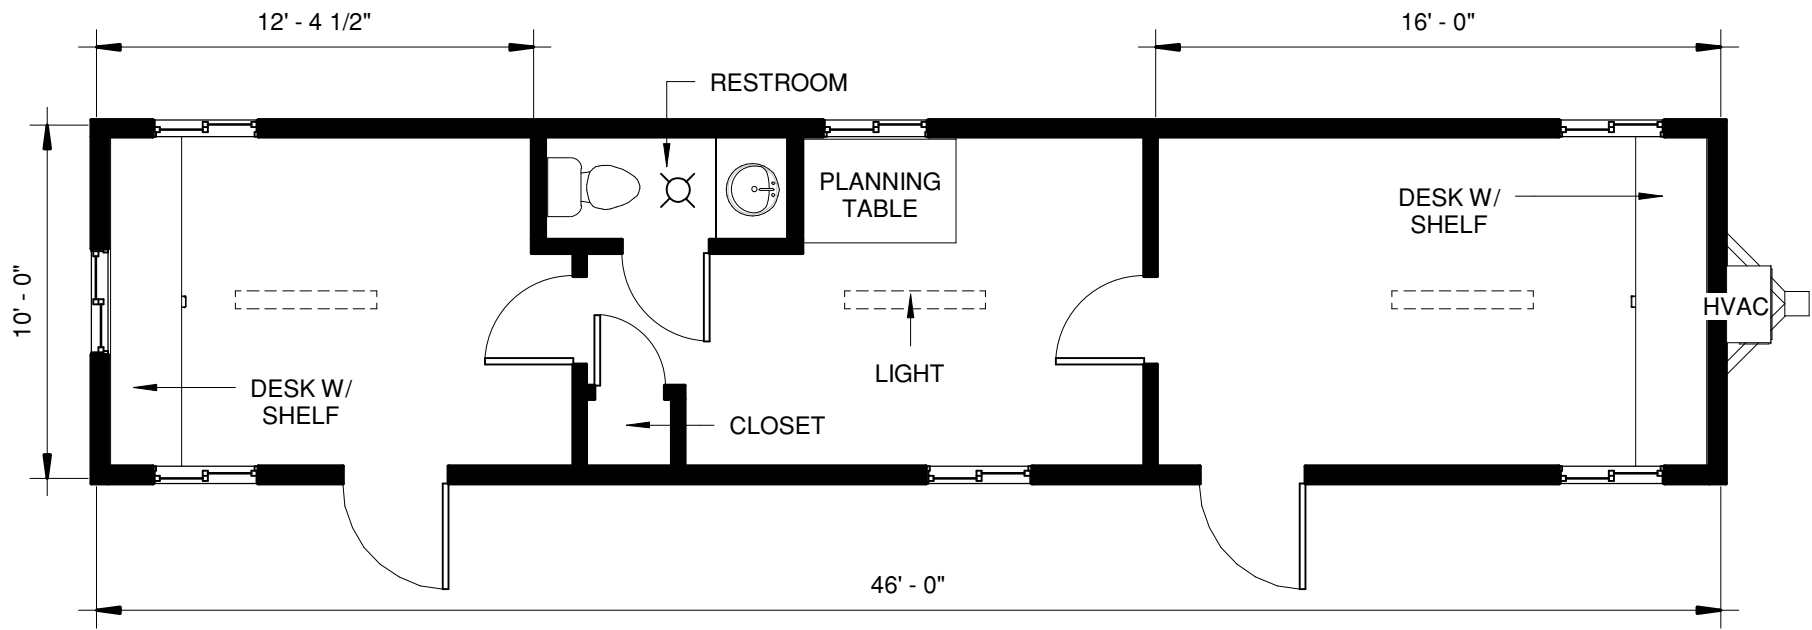 12' - 4 1/2"
16' - 0"
RESTROOM
PLANNING
TABLE
DESK W/
SHELF
10' - 0"
HVAC
LIGHT
DESK W/
SHELF
CLOSET
46' - 0"